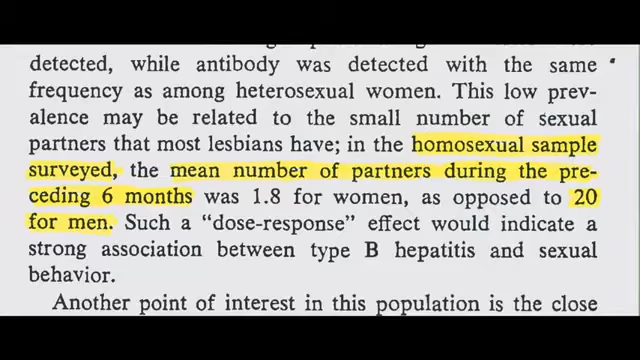 detected, while antibody was detected with the same
frequency as among heterosexual women. This low prev-
alence may be related to the small number of sexual
partners that most lesbians have; in the homosexual sample
surveyed, the mean number of partners during the pre-
ceding 6 months was 1.8 for women, as opposed to 20
for men. Such a “dose-response” effect would indicate a
strong association between type B hepatitis and sexual
behavior.
Another point of interest in this population is the close